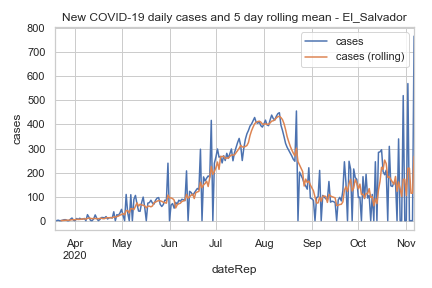 New COVID-19 daily cases and 5 day rolling mean - El_Salvador
cases
cases (rolling)
800
700
600
500
400
300
200
100
0
cases
Apr
2020
May
Jun
Jul
Aug
Sep
Oct
Nov
dateRep